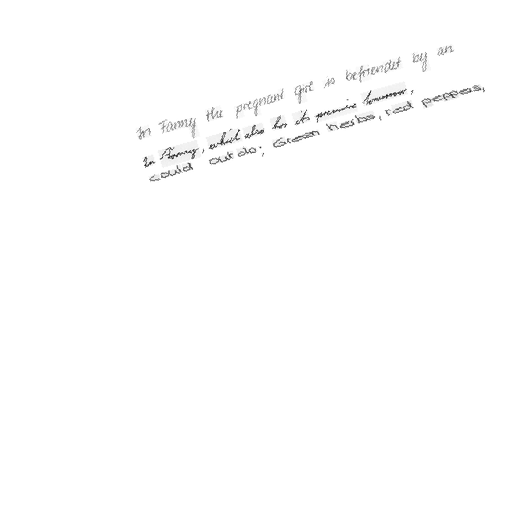 In Fanny the pregnant girl is befriended by an
In Fanny, which also has its premiere tomorrow,
could outdo; Green herbs, red peppers,